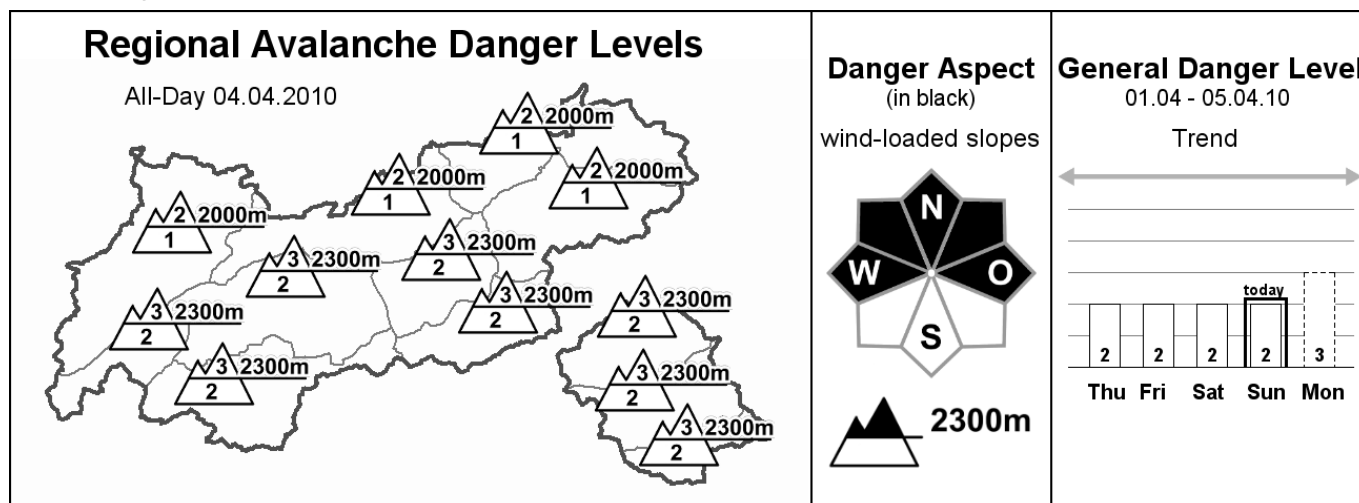 Regional Avalanche Danger Levels
All-Day 04.04.2010
2 2000m
1
2 2000m
1
2 2000m
1
2 2000m
1
3 2300m
2
3 2300m
2
3 2300m
2
3 2300m
2
3 2300m
2
3 2300m
2
3 2300m
2
3 2300m
2
Danger Aspect
(in black)
wind-loaded slopes
N
W O
S
2300m
General Danger Level
01.04 - 05.04.10
Trend
today
2 2 2 2 3
Thu Fri Sat Sun Mon